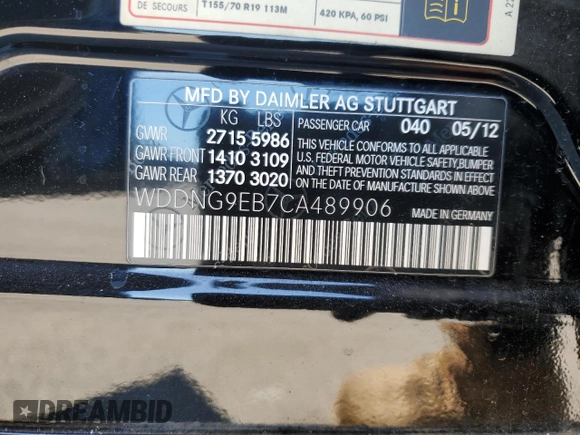 DE SECOURS T155/70 R19 113M 420 KPA, 60 PSI
MFD BY DAIMLER AG STUTTGART
KG LBS PASSENGER CAR 040 05/12
GVWR 2715 5986
GAWR FRONT 1410 3109
GAWR REAR 1370 3020
THIS VEHICLE CONFORMS TO ALL APPLICABLE
U.S. FEDERAL MOTOR VEHICLE SAFETY, BUMPER
AND THEFT PREVENTION STANDARDS IN EFFECT
ON THE DATE OF MANUFACTURE SHOWN ABOVE.
WDDNG9EB7CA489906
MADE IN GERMANY
DREAMBID